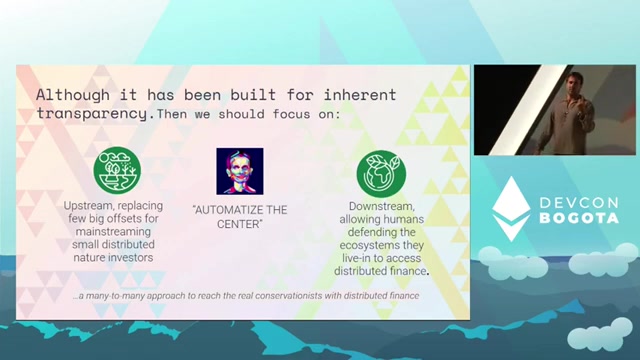 Although it has been built for inherent
transparency.Then we should focus on:
Upstream, replacing
few big offsets for
mainstreaming
small distributed
nature investors
“AUTOMATIZE THE
CENTER”
Downstream,
allowing humans
defending the
ecosystems they
live-in to access
distributed finance.
...a many-to-many approach to reach the real conservationists with distributed finance
DEVCON
BOGOTA